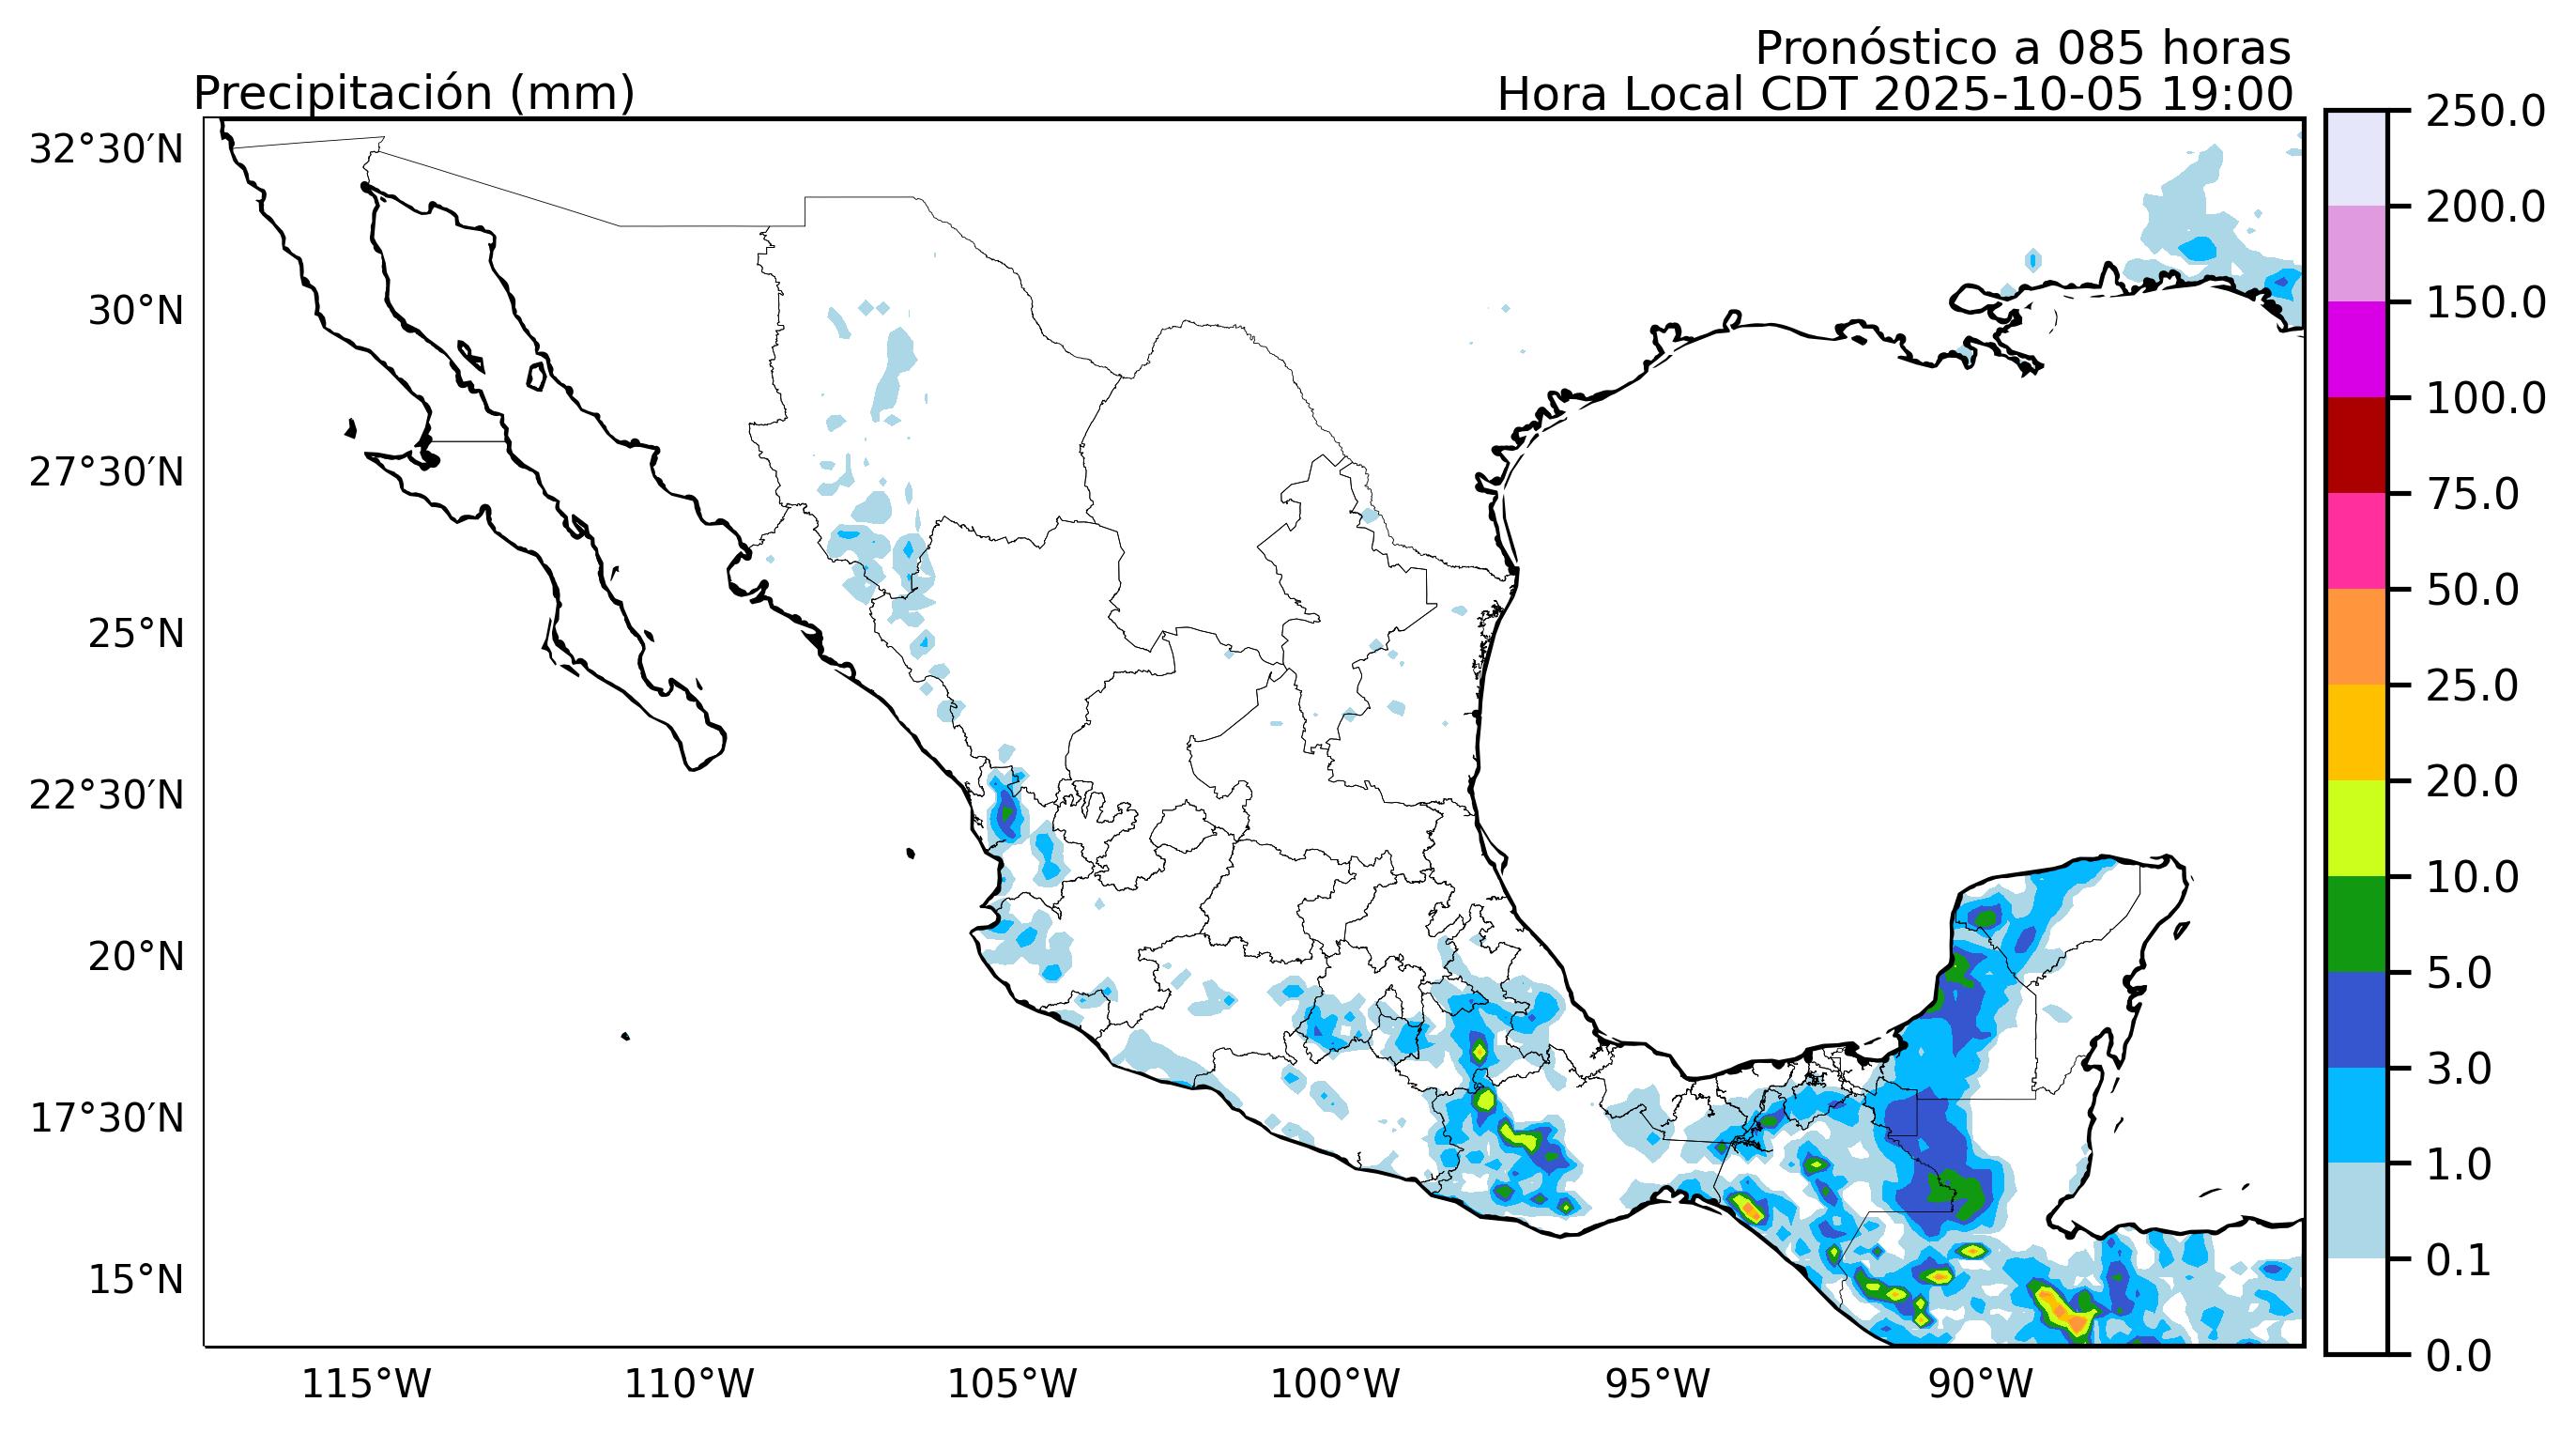 Pronóstico a 085 horas
Precipitación (mm)
Hora Local CDT 2025-10-05 19:00
32°30′N
30°N
27°30′N
25°N
22°30′N
20°N
17°30′N
15°N
115°W
110°W
105°W
100°W
95°W
90°W
250.0
200.0
150.0
100.0
75.0
50.0
25.0
20.0
10.0
5.0
3.0
1.0
0.1
0.0